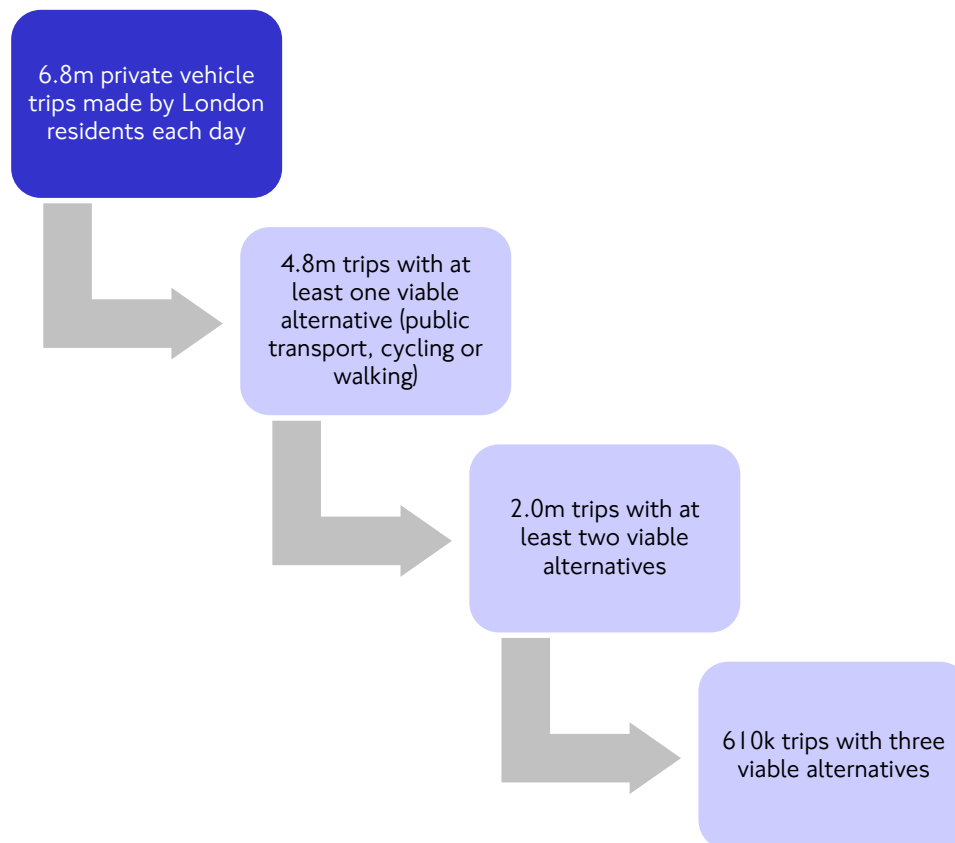 6.8m private vehicle
trips made by London
residents each day
4.8m trips with at
least one viable
alternative (public
transport, cycling or
walking)
2.0m trips with at
least two viable
alternatives
610k trips with three
viable alternatives